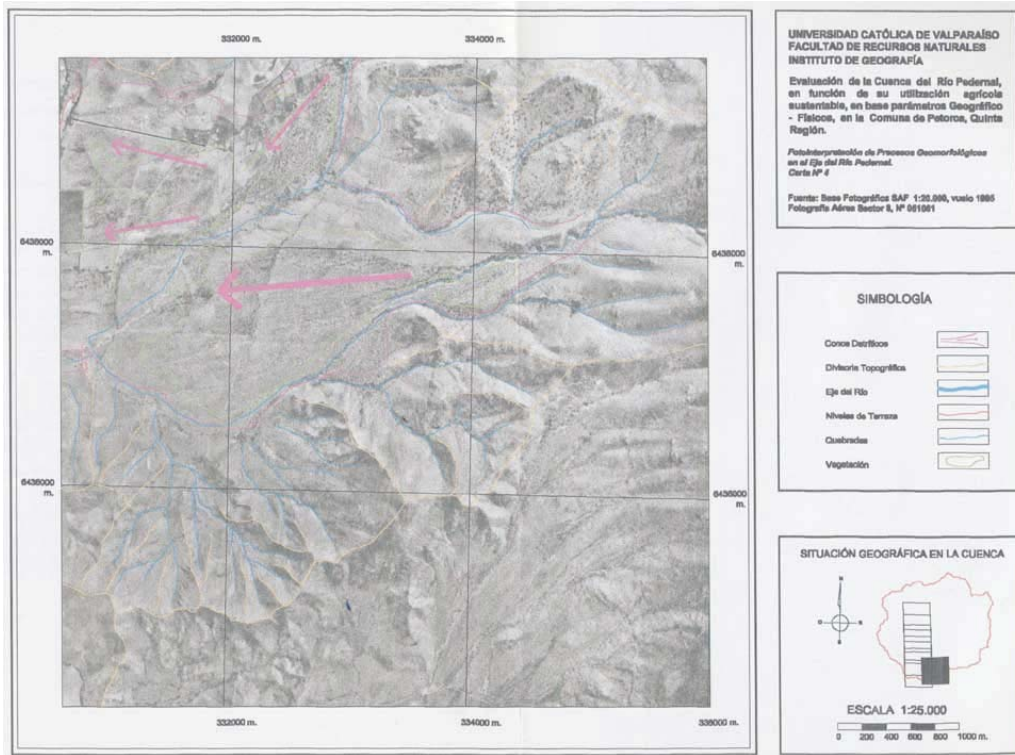 332000 m.
334000 m.
6438000
m.
6438000
m.
6436000
m.
6436000
m.
332000 m.
334000 m.
336000 m.
UNIVERSIDAD CATÓLICA DE VALPARAÍSO
FACULTAD DE RECURSOS NATURALES
INSTITUTO DE GEOGRAFÍA
Evaluación de la Cuenca del Río Pedernal,
en función de su utilización agrícola
sustentable, en base parámetros Geográfico
- Físicos, en la Comuna de Petorca, Quinta
Región.
Fotointerpretación de Procesos Geomorfológicos
en el Eje del Río Pedernal.
Carta Nº 4
Fuente: Base Fotográfica SAF 1:20.000, vuelo
Fotografía Aérea Sector 8, Nº
SIMBOLOGÍA
Conos Detríticos
Divisoria Topográfica
Eje del Río
Niveles de Terraza
Quebradas
Vegetación
SITUACIÓN GEOGRÁFICA EN LA CUENCA
N
ESCALA 1:25.000
0 200 400 600 800 1000 m.